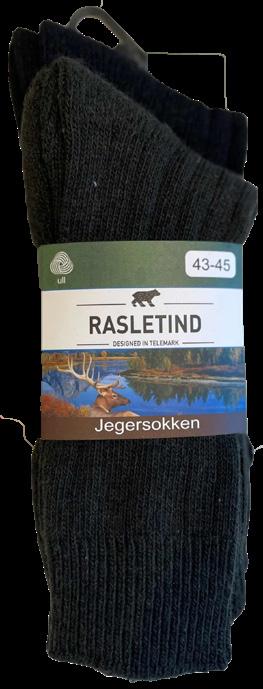 43-45
ull
RASLETIND
DESIGNED IN TELEMARK
Jegersokken